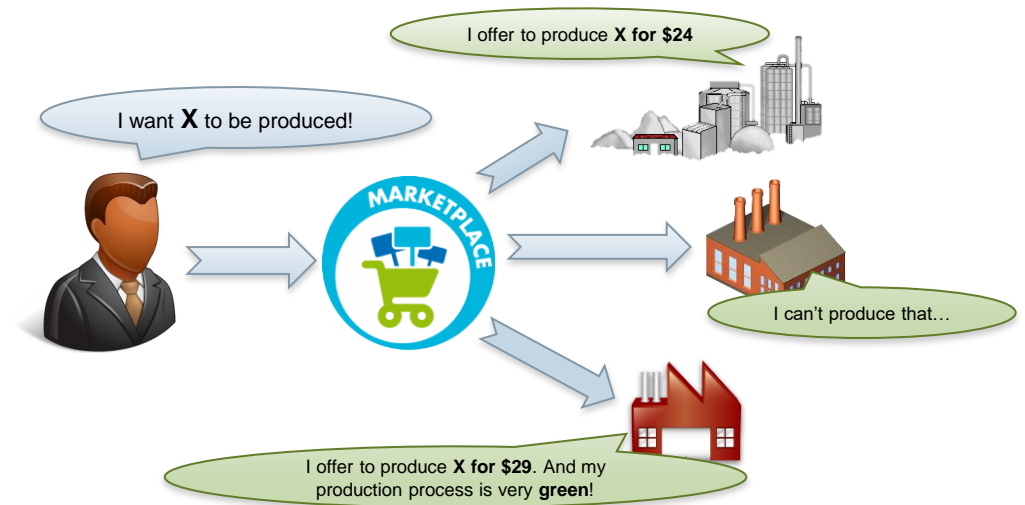 I offer to produce X for $24
I want X to be produced!
MARKETPLACE
I can't produce that…
I offer to produce X for $29. And my
production process is very green!